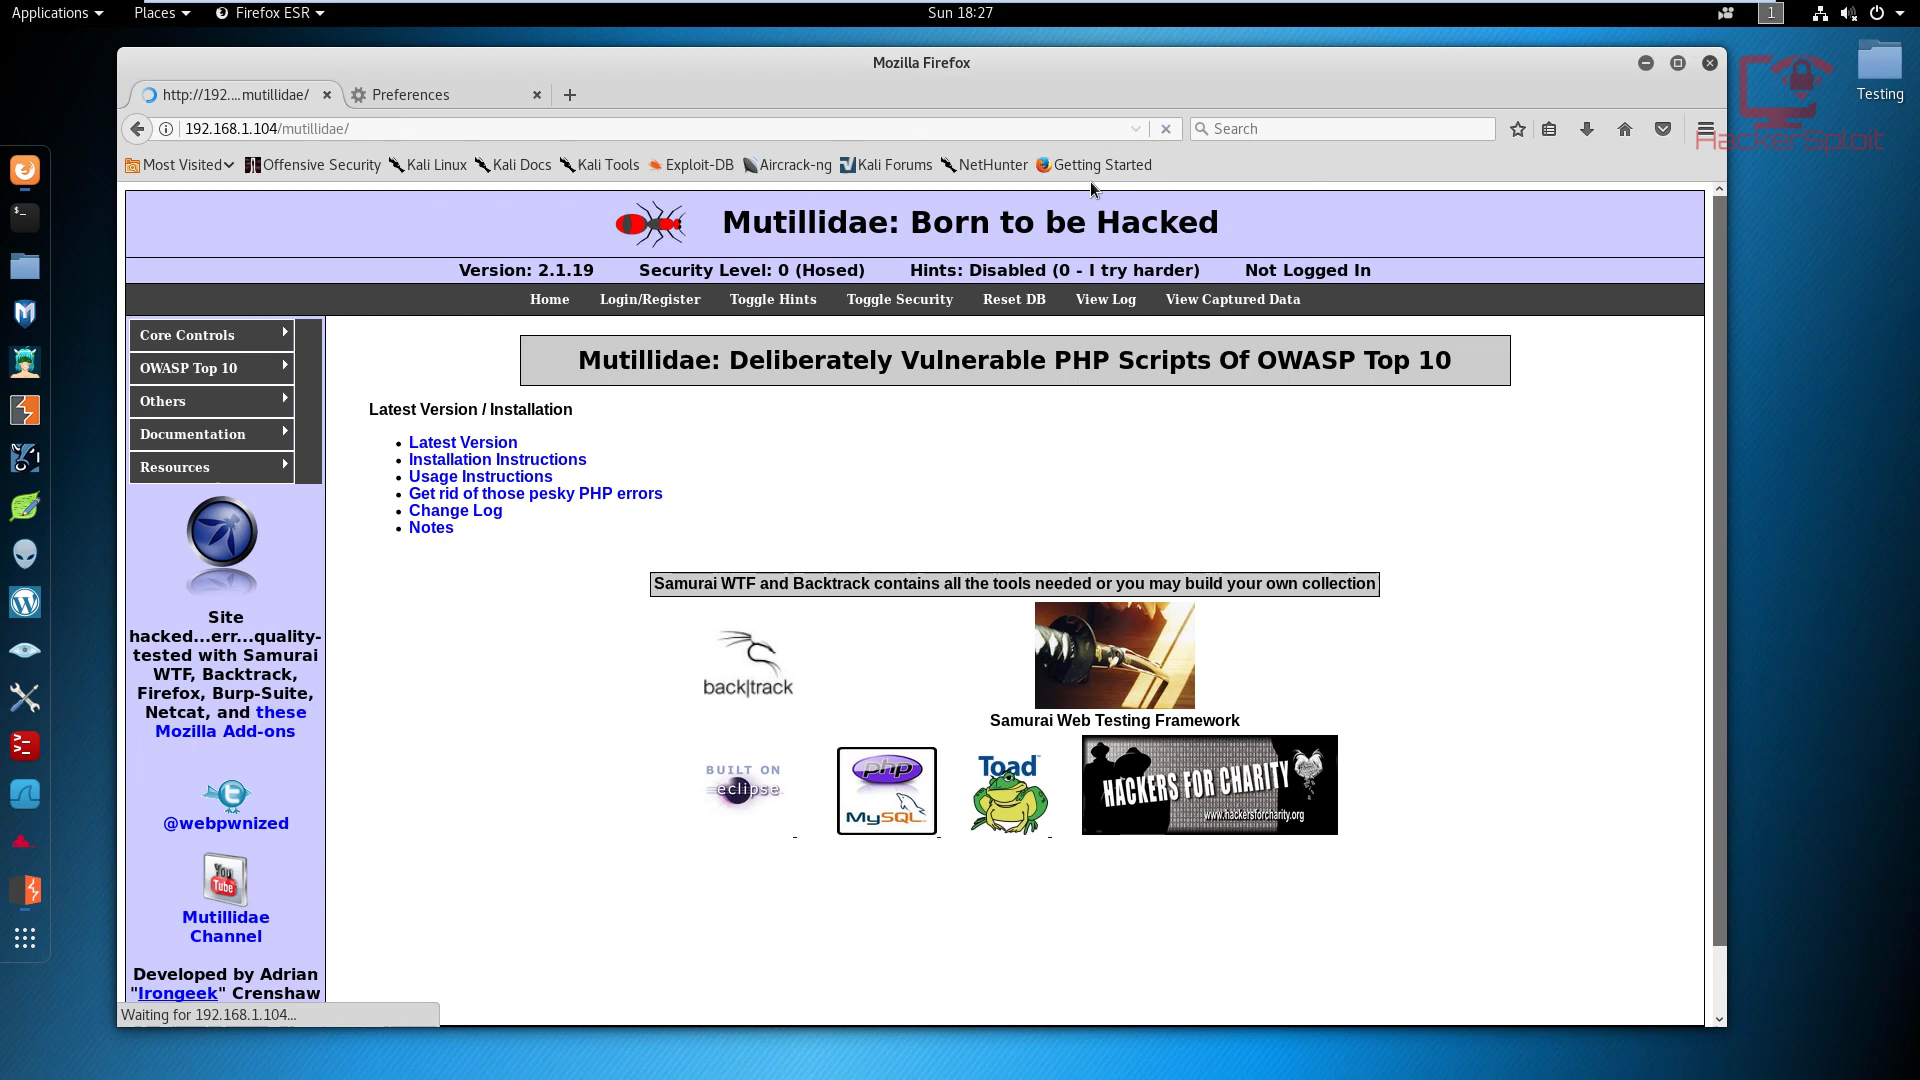 Applications Places Firefox ESR Sun 18:27 1
Mozilla Firefox
http://192....mutillidae/ Preferences
192.168.1.104/mutillidae/ Search
Most Visited Offensive Security Kali Linux Kali Docs Kali Tools Exploit-DB Aircrack-ng Kali Forums NetHunter Getting Started
HackerSploit
Testing
Mutillidae: Born to be Hacked
Version: 2.1.19 Security Level: 0 (Hosed) Hints: Disabled (0 - I try harder) Not Logged In
Home Login/Register Toggle Hints Toggle Security Reset DB View Log View Captured Data
Core Controls
OWASP Top 10
Others
Documentation
Resources
Site
hacked...err...quality-
tested with Samurai
WTF, Backtrack,
Firefox, Burp-Suite,
Netcat, and these
Mozilla Add-ons
@webpwnized
You
Tube
Mutillidae
Channel
Developed by Adrian
"Irongeek" Crenshaw
Mutillidae: Deliberately Vulnerable PHP Scripts Of OWASP Top 10
Latest Version / Installation
Latest Version
Installation Instructions
Usage Instructions
Get rid of those pesky PHP errors
Change Log
Notes
Samurai WTF and Backtrack contains all the tools needed or you may build your own collection
back|track
Samurai Web Testing Framework
BUILT ON
eclipse
php
MySQL
Toad
HACKERS FOR CHARITY
www.hackersforcharity.org
Waiting for 192.168.1.104...